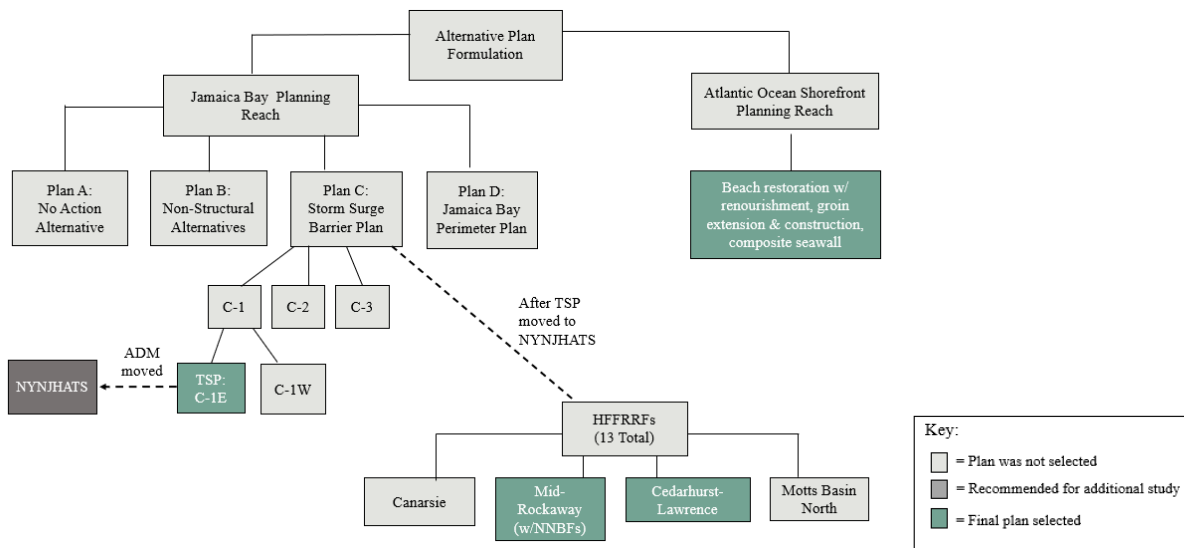 Alternative Plan
Formulation
Jamaica Bay Planning
Reach
Atlantic Ocean Shorefront
Planning Reach
Plan A:
No Action
Alternative
Plan B:
Non-Structural
Alternatives
Plan C:
Storm Surge
Barrier Plan
Plan D:
Jamaica Bay
Perimeter Plan
Beach restoration w/
renourishment, groin
extension & construction,
composite seawall
C-1
C-2
C-3
After TSP
moved to
NYNJHATS
ADM
moved
NYNJHATS
TSP:
C-1E
C-1W
HFFRRFs
(13 Total)
Canarsie
Mid-
Rockaway
(w/NNBFs)
Cedarhurst-
Lawrence
Motts Basin
North
Key:
= Plan was not selected
= Recommended for additional study
= Final plan selected